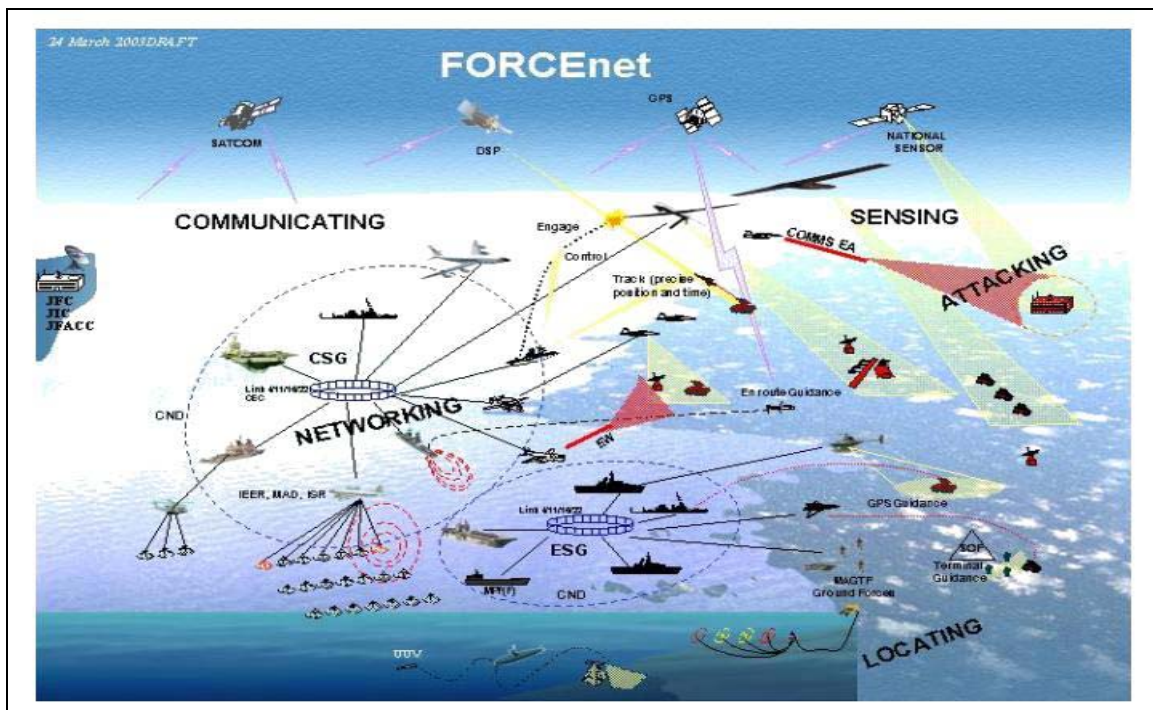 24 March 2003DRAFT
FORCEnet
SATCOM
DSP
GPS
NATIONAL
SENSOR
COMMUNICATING
SENSING
Engage
Control
COMMS EA
ATTACKING
Track (precise
position and time)
JFC
JIC
JFACC
CSG
Link 4/11/16/22
CEC
CND
NETWORKING
En route Guidance
EW
IEER, MAD, IGR
GPS Guidance
Link 4/11/16/22
ESG
SOF
Terminal
Guidance
MPF(F)
CND
MAGTF
Ground Forces
LOCATING
UUV